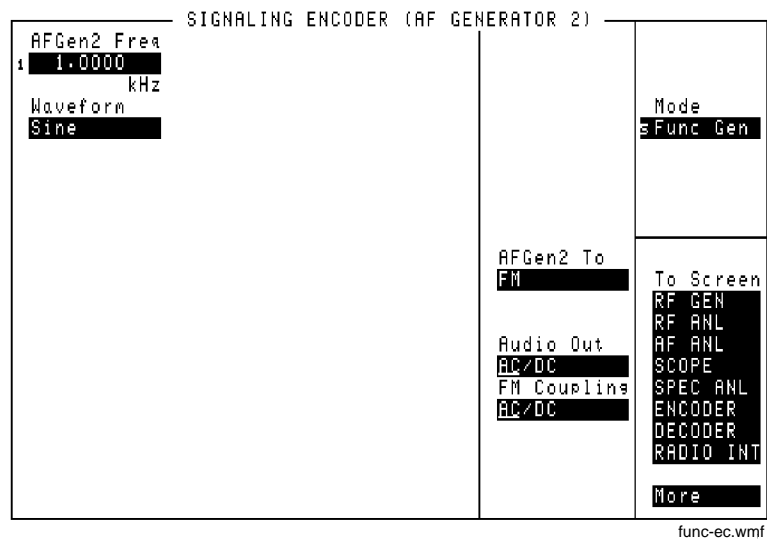 SIGNALING ENCODER (AF GENERATOR 2)
AFGen2 Freq
1 1.0000
kHz
Waveform
Sine
AFGen2 To
FM
Audio Out
AC/DC
FM Coupling
AC/DC
Mode
s Func Gen
To Screen
RF GEN
RF ANL
AF ANL
SCOPE
SPEC ANL
ENCODER
DECODER
RADIO INT
More
func-ec.wmf